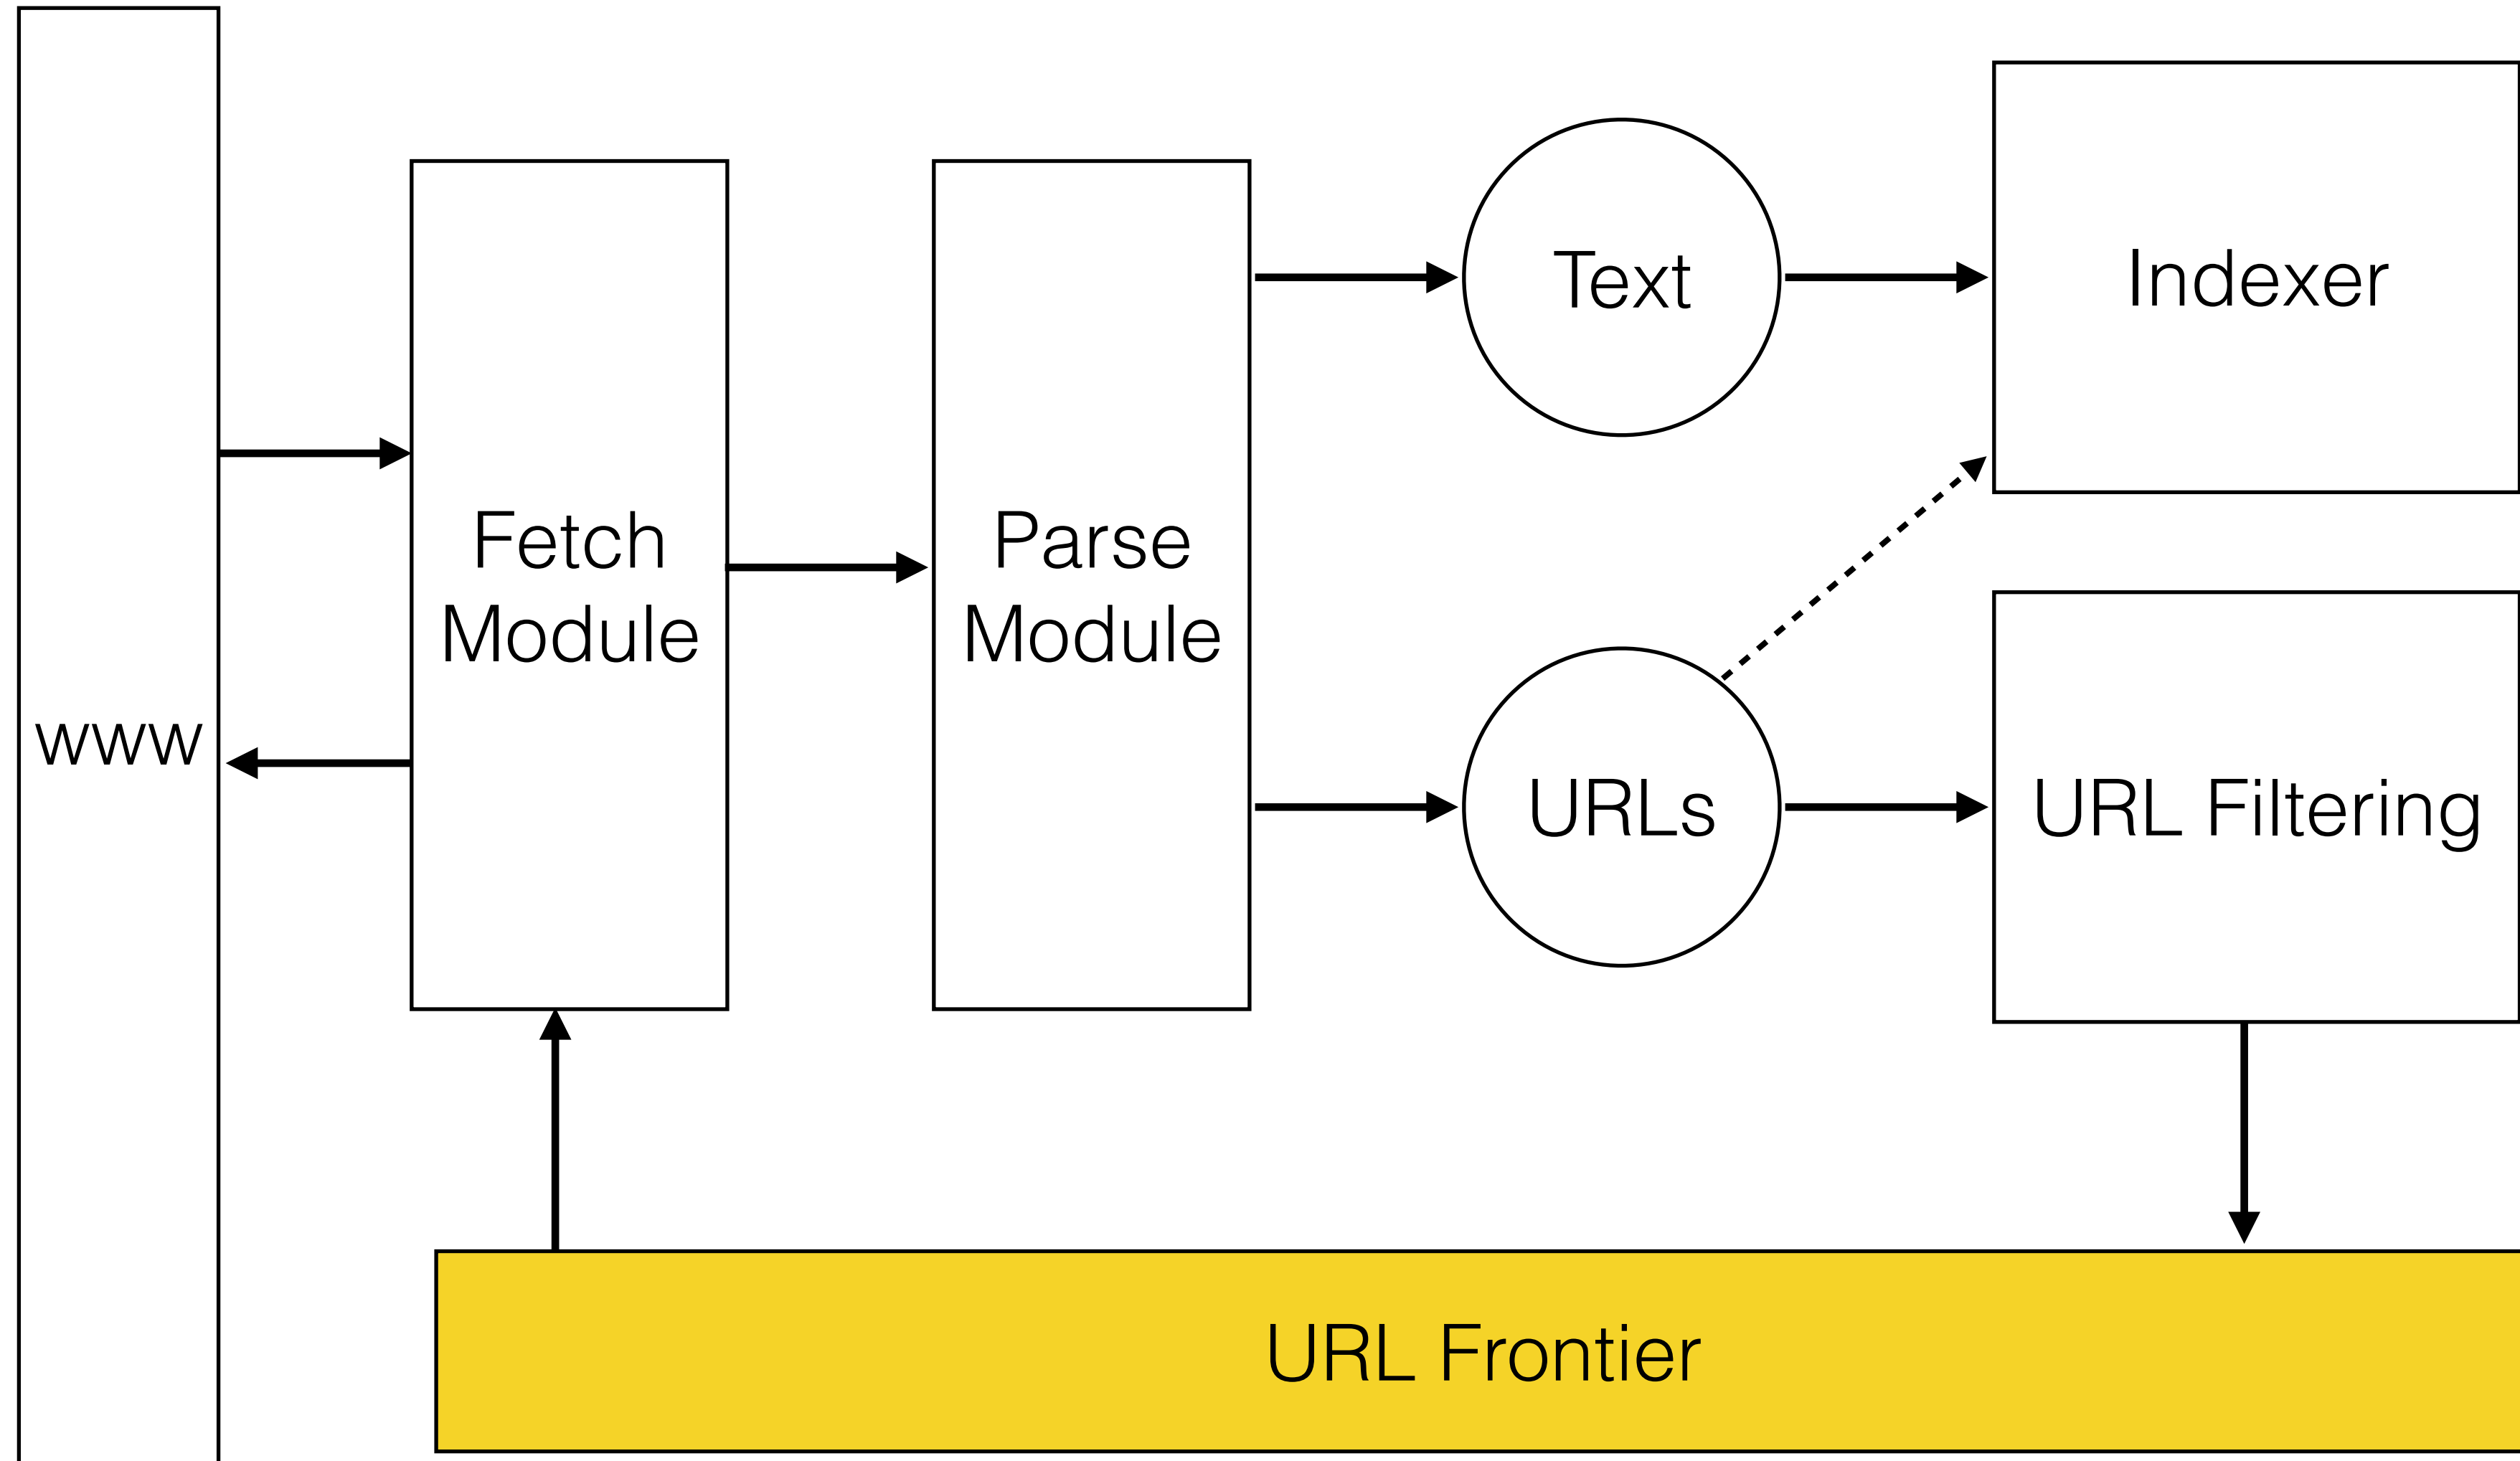 www
Fetch
Module
Parse
Module
Text
Indexer
URLs
URL Filtering
URL Frontier